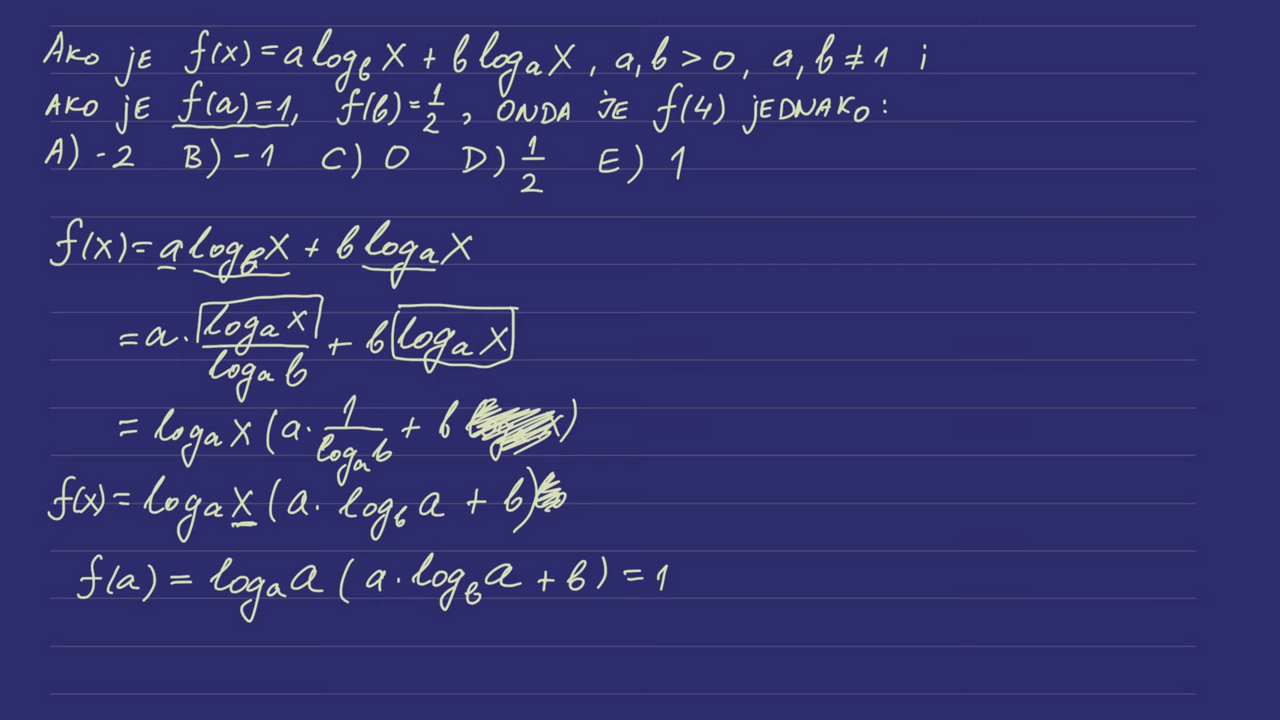 AKO JE f(x) = a log_b x + b log_a x, a,b > 0, a,b ≠ 1 i
AKO JE f(a)=1, f(b)=1/2, ONDA JE f(4) JEDNAKO:
A) -2 B) -1 C) 0 D) 1/2 E) 1
f(x) = a log_b x + b log_a x
= a · (log_a x)/(log_a b) + b log_a x
= log_a x (a · 1/(log_a b) + b )
f(x) = log_a x (a · log_b a + b)
f(a) = log_a a (a · log_b a + b) = 1